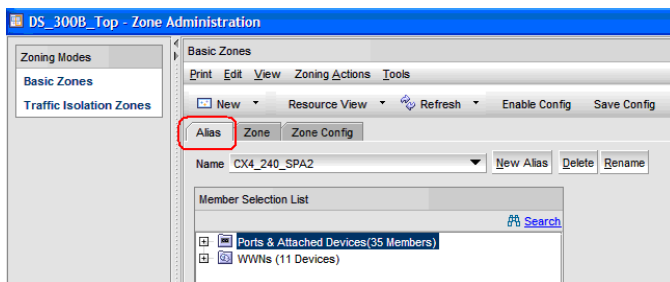 DS_300B_Top - Zone Administration
Zoning Modes
Basic Zones
Traffic Isolation Zones
Basic Zones
Print Edit View Zoning Actions Tools
New Resource View Refresh Enable Config Save Config
Alias Zone Zone Config
Name CX4_240_SPA2 New Alias Delete Rename
Member Selection List
Search
Ports & Attached Devices(35 Members)
WWNs (11 Devices)